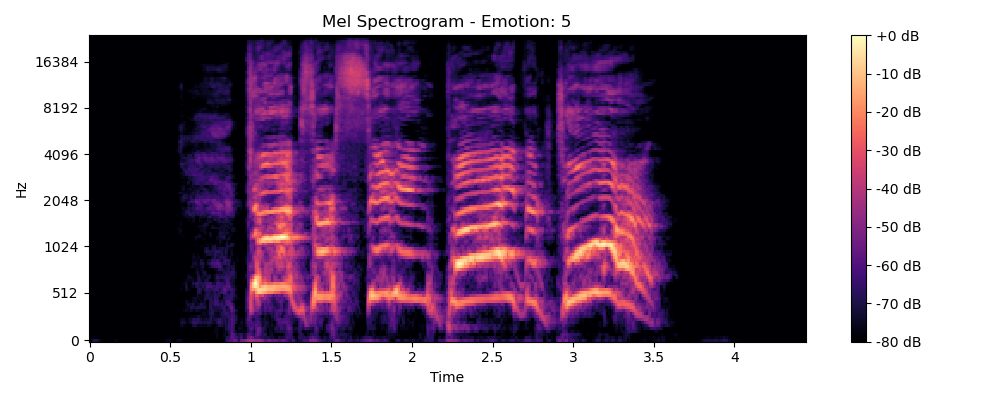 Mel Spectrogram - Emotion: 5
Hz
16384
8192
4096
2048
1024
512
0
0 0.5 1 1.5 2 2.5 3 3.5 4
Time
+0 dB
-10 dB
-20 dB
-30 dB
-40 dB
-50 dB
-60 dB
-70 dB
-80 dB